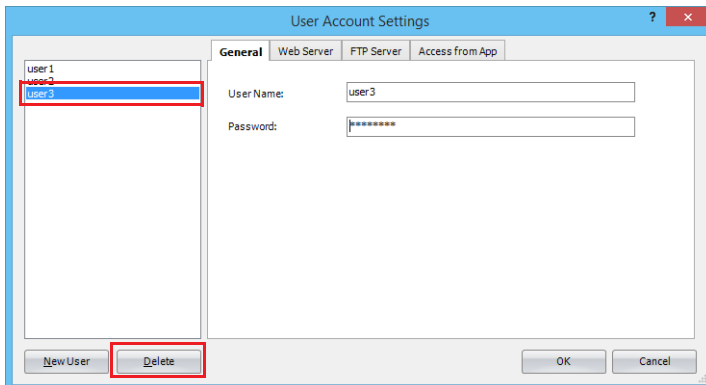 User Account Settings
?
General Web Server FTP Server Access from App
user1
user2
user3
User Name: user3
Password: ********
New User Delete OK Cancel